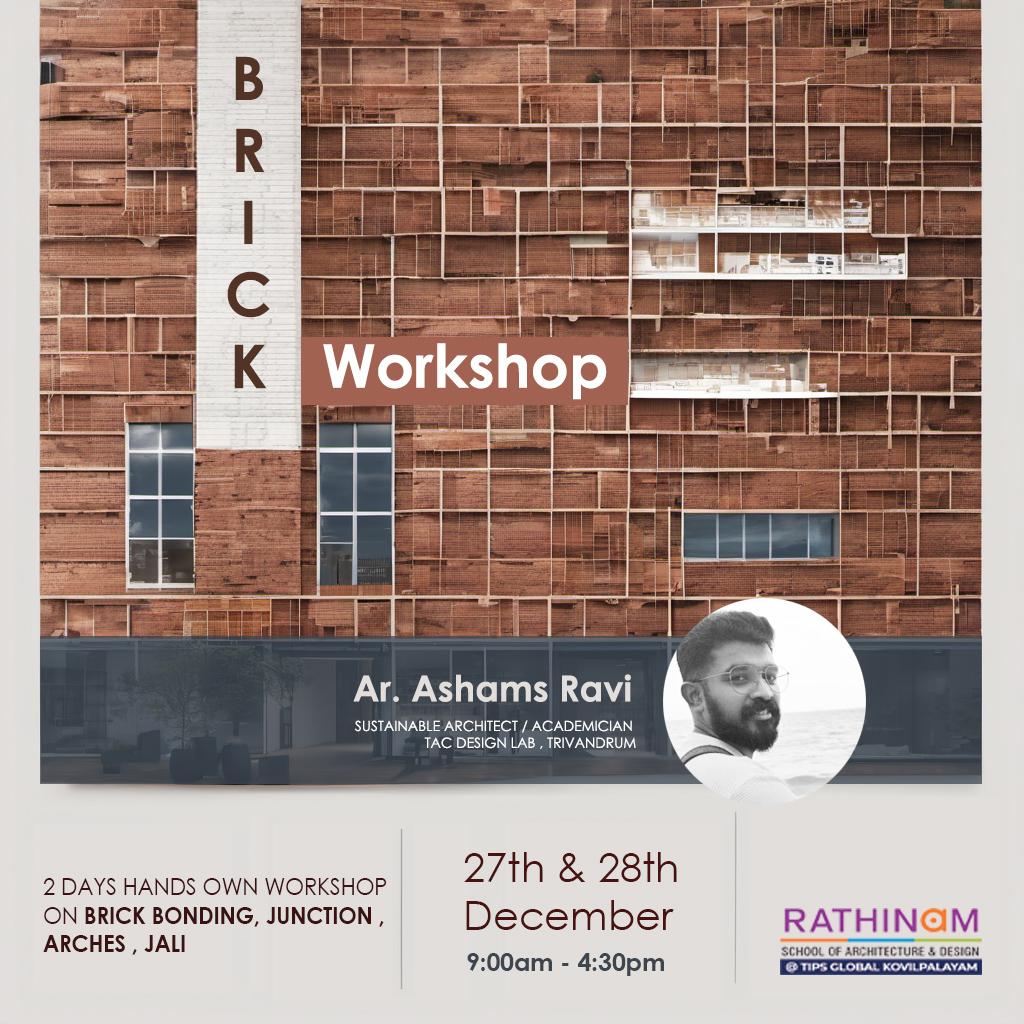 BRICK
Workshop
Ar. Ashams Ravi
SUSTAINABLE ARCHITECT / ACADEMICIAN
TAC DESIGN LAB , TRIVANDRUM
2 DAYS HANDS OWN WORKSHOP
ON BRICK BONDING, JUNCTION ,
ARCHES , JALI
27th & 28th
December
9:00am - 4:30pm
RATHINAM
SCHOOL OF ARCHITECTURE & DESIGN
@ TIPS GLOBAL KOVILPALAYAM